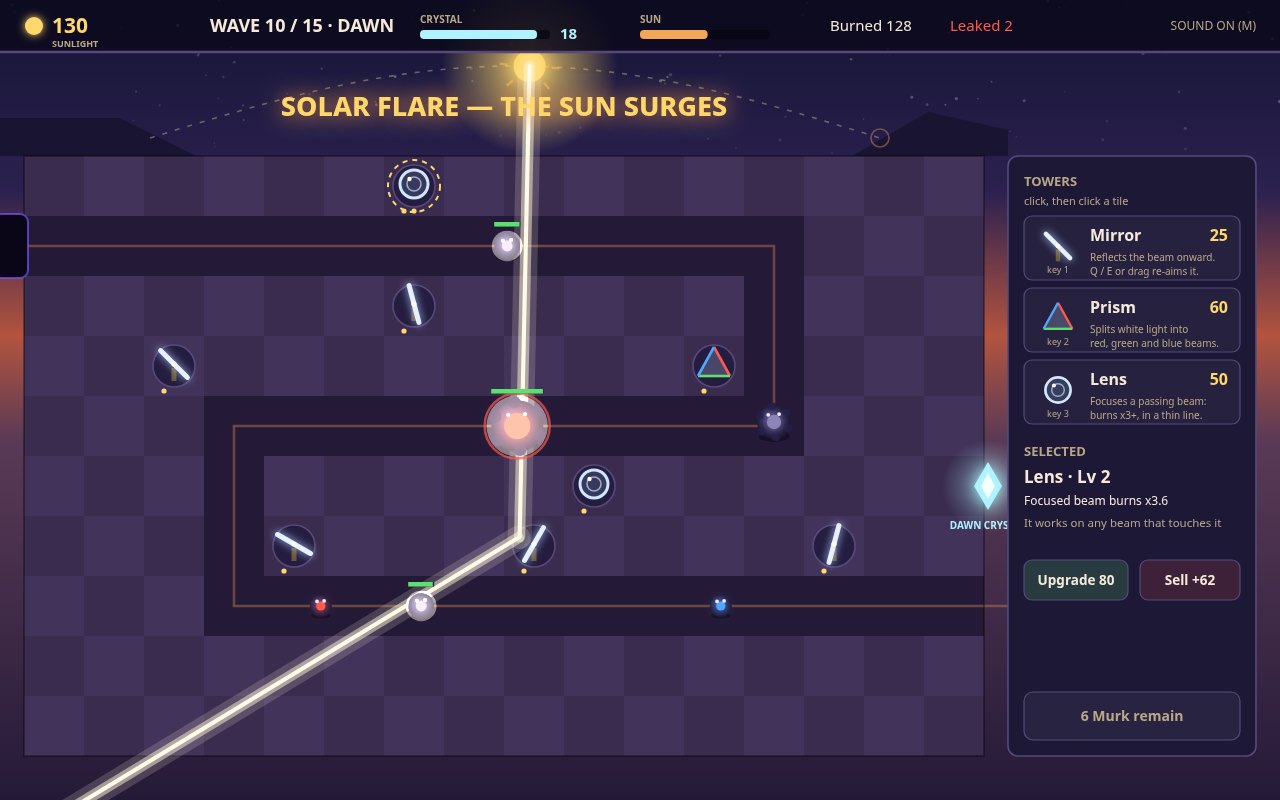 130
SUNLIGHT
WAVE 10 / 15 · DAWN
CRYSTAL
18
SUN
Burned 128
Leaked 2
SOUND ON (M)
SOLAR FLARE — THE SUN SURGES
TOWERS
click, then click a tile
Mirror 25
Reflects the beam onward.
key 1
Q / E or drag re-aims it.
Prism 60
Splits white light into
key 2
red, green and blue beams.
Lens 50
Focuses a passing beam:
key 3
burns x3+, in a thin line.
SELECTED
Lens · Lv 2
Focused beam burns x3.6
It works on any beam that touches it
DAWN CRYS
Upgrade 80
Sell +62
6 Murk remain